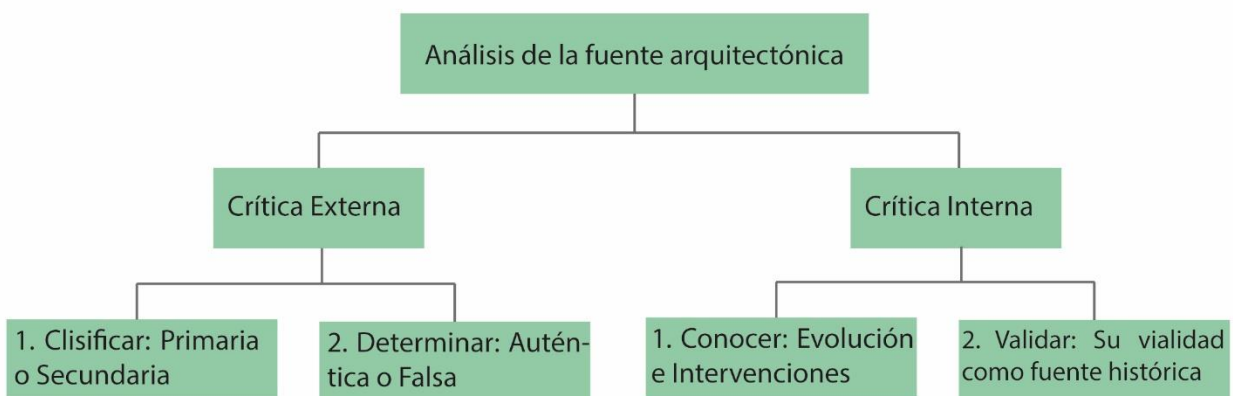 Análisis de la fuente arquitectónica
Crítica Externa
Crítica Interna
1. Clisificar: Primaria
o Secundaria
2. Determinar: Autén-
tica o Falsa
1. Conocer: Evolución
e Intervenciones
2. Validar: Su vialidad
como fuente histórica